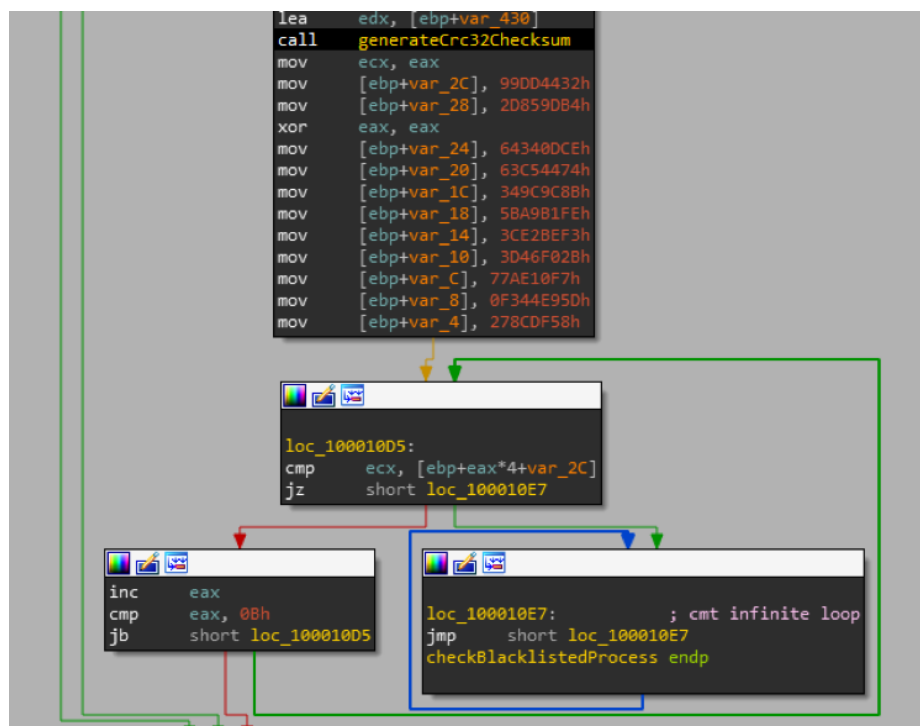 lea edx, [ebp+var_430]
call generateCrc32Checksum
mov ecx, eax
mov [ebp+var_2C], 99DD4432h
mov [ebp+var_28], 2D859DB4h
xor eax, eax
mov [ebp+var_24], 64340DCEh
mov [ebp+var_20], 63C54474h
mov [ebp+var_1C], 349C9C8Bh
mov [ebp+var_18], 5BA9B1FEh
mov [ebp+var_14], 3CE2BEF3h
mov [ebp+var_10], 3D46F02Bh
mov [ebp+var_C], 77AE10F7h
mov [ebp+var_8], 0F344E95Dh
mov [ebp+var_4], 278CDF58h
loc_100010D5:
cmp ecx, [ebp+eax*4+var_2C]
jz short loc_100010E7
inc eax
cmp eax, 0Bh
jb short loc_100010D5
loc_100010E7: ; cmt infinite loop
jmp short loc_100010E7
checkBlacklistedProcess endp